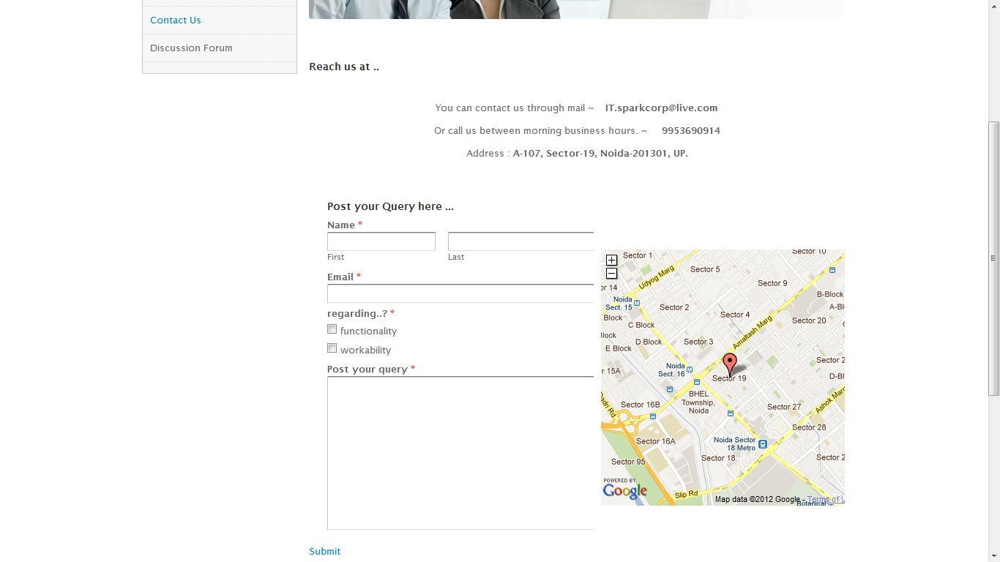 Contact Us
Discussion Forum
Reach us at ..
You can contact us through mail ~ IT.sparkcorp@live.com
Or call us between morning business hours. ~ 9953690914
Address : A-107, Sector-19, Noida-201301, UP.
Post your Query here ...
Name *
First Last
Email *
regarding..? *
functionality
workability
Post your query *
Submit
Sector 1
Sector 10
Sector 5
Udyog Marg
Sector 9
or 14
B-Block
Noida
Sect. 15
Sector 2
A-Bl
Block
Sector 4
C Block
Sector 20
Amaltash Marg
lock
D Block
Sector 3
E Block
Sector 2
Noida
Sect. 16
r 15A
Sector 19
D-Bl
BHEL
Township,
Noida
Ashok Marg
Sector 16B
Sector 27
adri Rd
Sector 28
Sector 16A
Noida Sector
18 Metro
Sector 18
Sector 2
Sector 95
POWERED BY
Google
Slip Rd
Map data ©2012 Google - Terms of U
Botanical